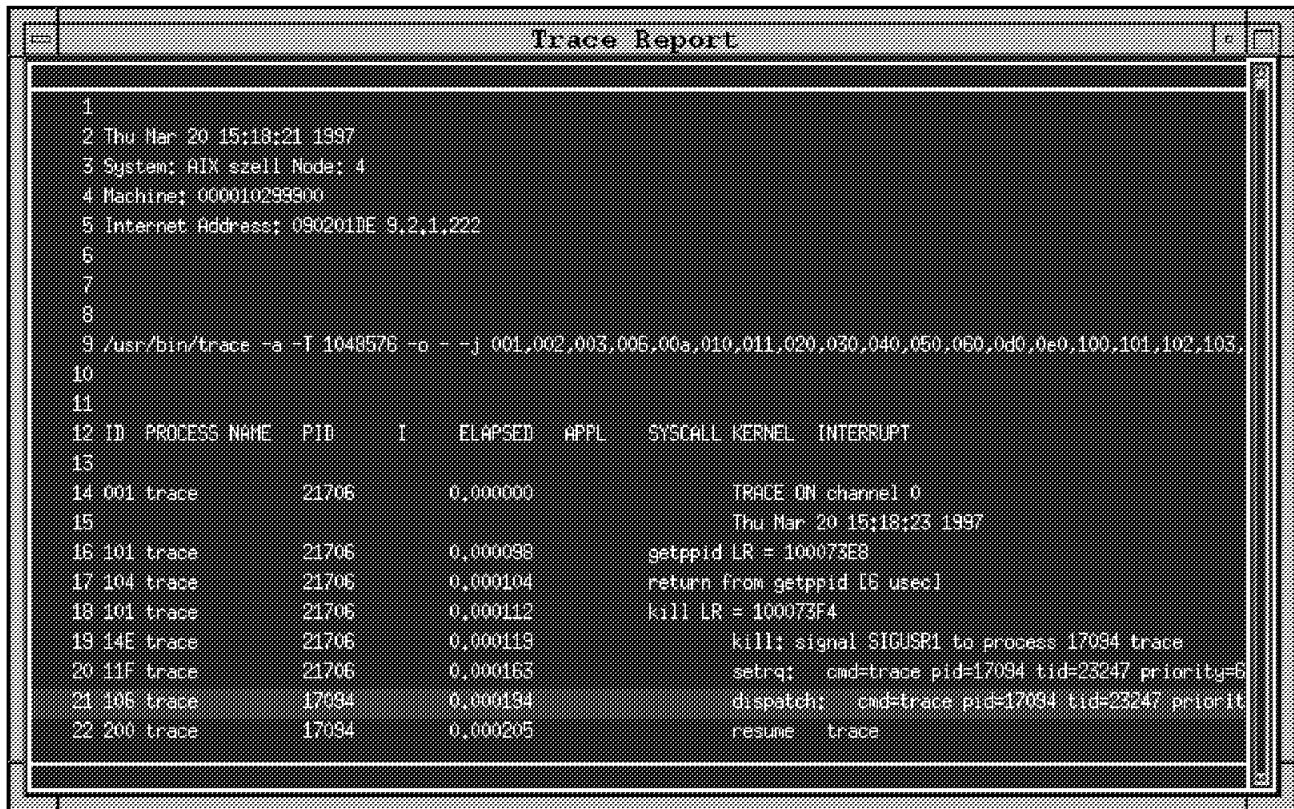 Trace Report
1
2 Thu Mar 20 15:18:21 1997
3 System: AIX szell Node: 4
4 Machine: 000010299900
5 Internet Address: 090201DE 9.2.1.222
6
7
8
9 /usr/bin/trace -a -T 1048576 -o - -j 001,002,003,006,00a,010,011,020,030,040,050,060,0d0,0e0,100,101,102,103,
10
11
12 ID PROCESS NAME PID I ELAPSED APPL SYSCALL KERNEL INTERRUPT
13
14 001 trace 21706 0.000000 TRACE ON channel 0
15 Thu Mar 20 15:18:23 1997
16 101 trace 21706 0.000098 getppid LR = 100073E8
17 104 trace 21706 0.000104 return from getppid [6 usec]
18 101 trace 21706 0.000112 kill LR = 100073F4
19 14E trace 21706 0.000119 kill: signal SIGUSR1 to process 17094 trace
20 11F trace 21706 0.000163 setrq: cmd=trace pid=17094 tid=23247 priority=6
21 106 trace 17094 0.000194 dispatch: cmd=trace pid=17094 tid=23247 priorit
22 200 trace 17094 0.000205 resume trace